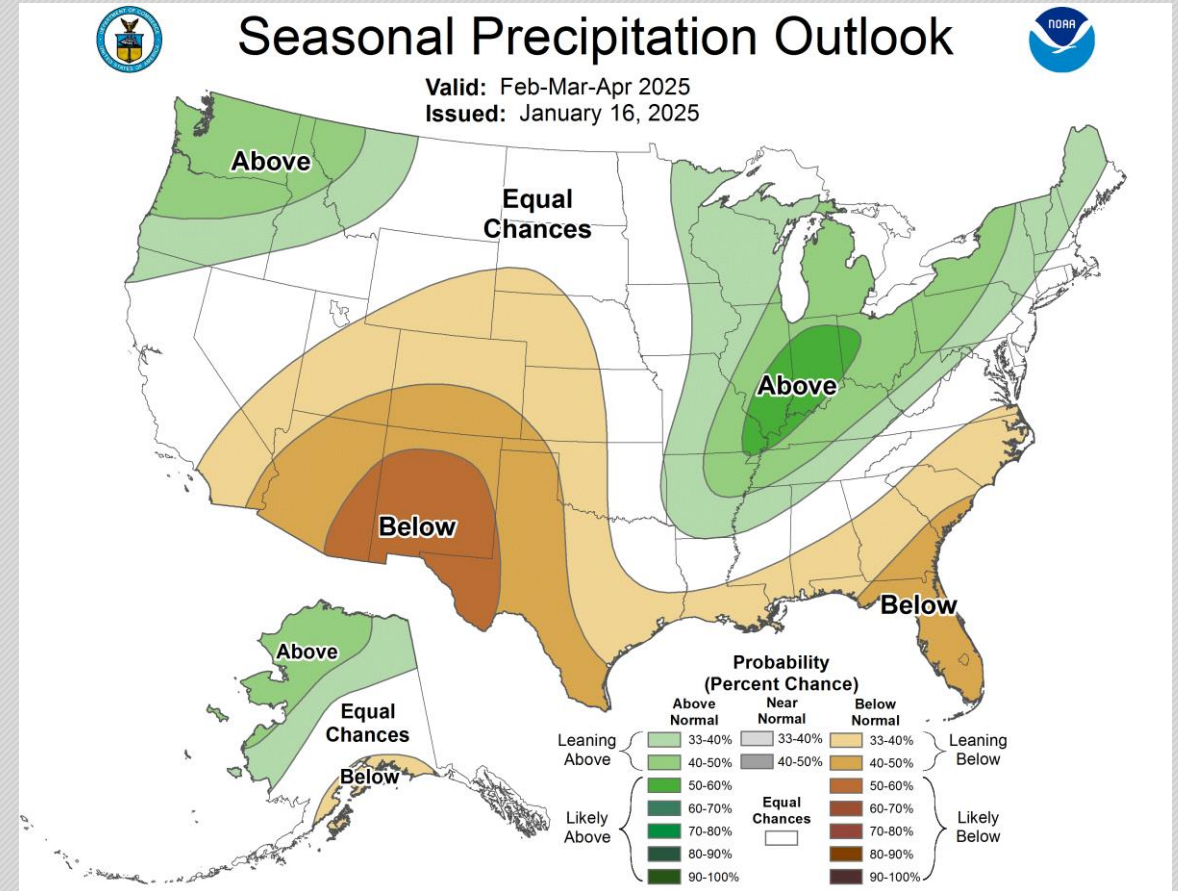 Seasonal Precipitation Outlook
NOAA
Valid: Feb-Mar-Apr 2025
Issued: January 16, 2025
Above
Equal
Chances
Above
Below
Below
Above
Equal
Chances
Below
Probability
(Percent Chance)
Above
Normal
Near
Normal
Below
Normal
Leaning
Above
33-40%
40-50%
33-40%
40-50%
33-40%
40-50%
Leaning
Below
Likely
Above
50-60%
60-70%
70-80%
80-90%
90-100%
Equal
Chances
50-60%
60-70%
70-80%
80-90%
90-100%
Likely
Below